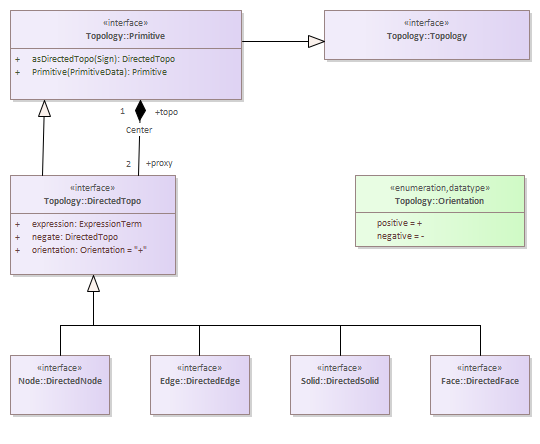 «interface»
Topology::Primitive
+ asDirectedTopo(Sign): DirectedTopo
+ Primitive(PrimitiveData): Primitive
«interface»
Topology::Topology
1
+topo
Center
2
+proxy
«interface»
Topology::DirectedTopo
+ expression: ExpressionTerm
+ negate: DirectedTopo
+ orientation: Orientation = "+"
«enumeration,datatype»
Topology::Orientation
positive = +
negative = -
«interface»
Node::DirectedNode
«interface»
Edge::DirectedEdge
«interface»
Solid::DirectedSolid
«interface»
Face::DirectedFace